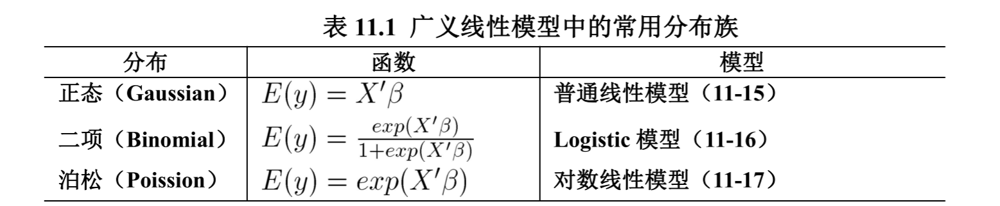 表 11.1 广义线性模型中的常用分布族
分布 函数 模型
正态（Gaussian） E(y) = X′β 普通线性模型（11-15）
二项（Binomial） E(y) = exp(X′β) / 1+exp(X′β) Logistic 模型（11-16）
泊松（Poission） E(y) = exp(X′β) 对数线性模型（11-17）